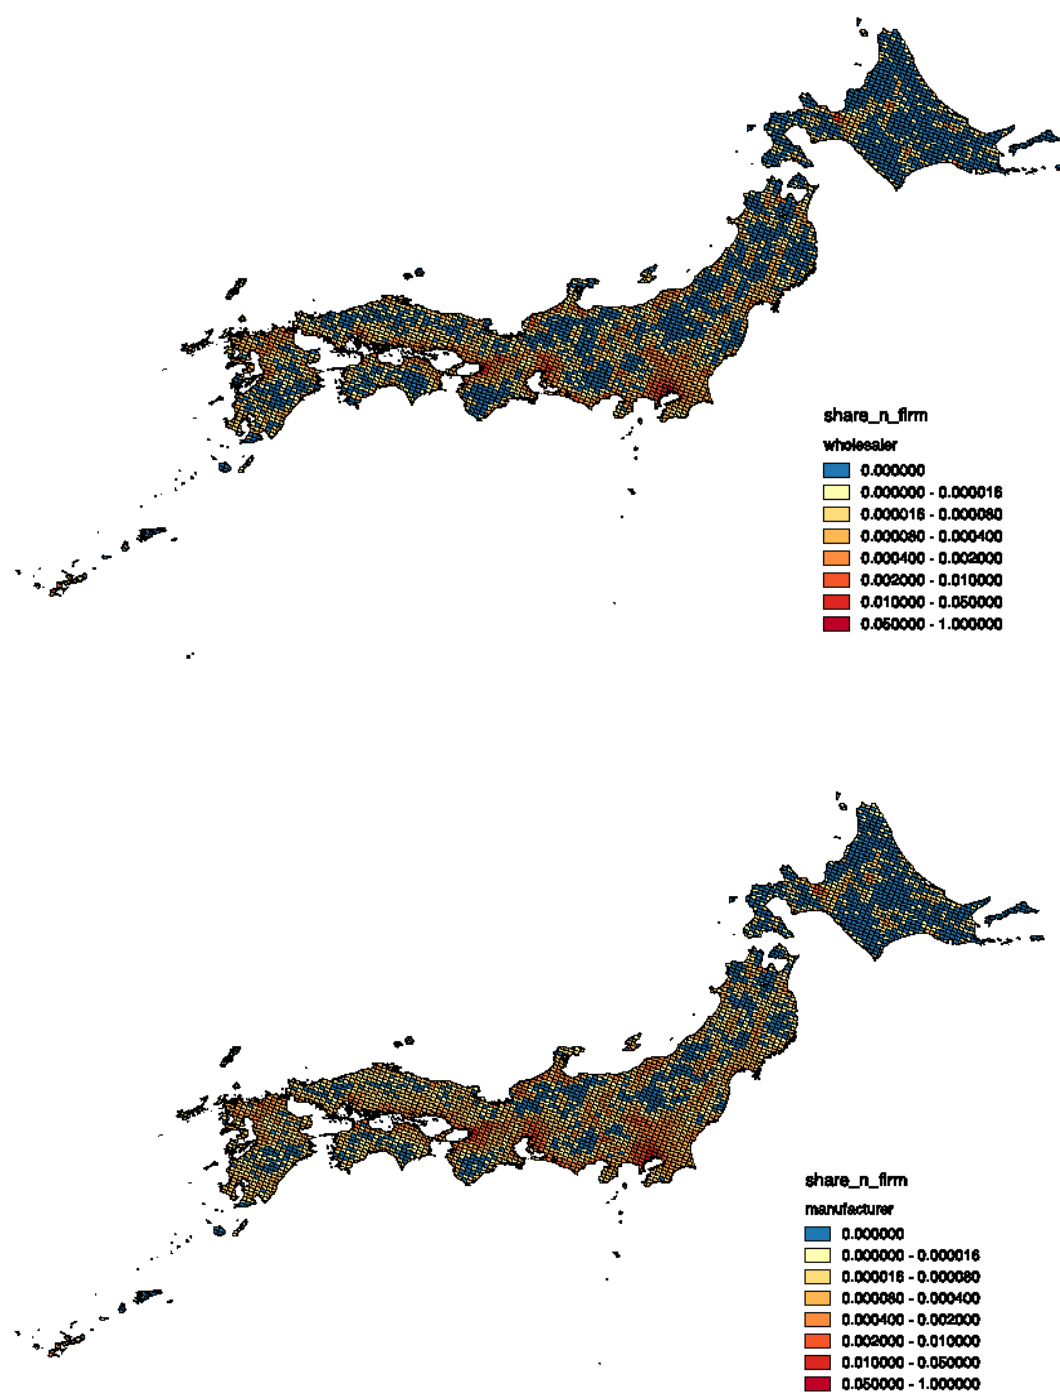 share_n_firm
wholesaler
0.000000
0.000000 - 0.000016
0.000016 - 0.000080
0.000080 - 0.000400
0.000400 - 0.002000
0.002000 - 0.010000
0.010000 - 0.050000
0.050000 - 1.000000
share_n_firm
manufacturer
0.000000
0.000000 - 0.000016
0.000016 - 0.000080
0.000080 - 0.000400
0.000400 - 0.002000
0.002000 - 0.010000
0.010000 - 0.050000
0.050000 - 1.000000